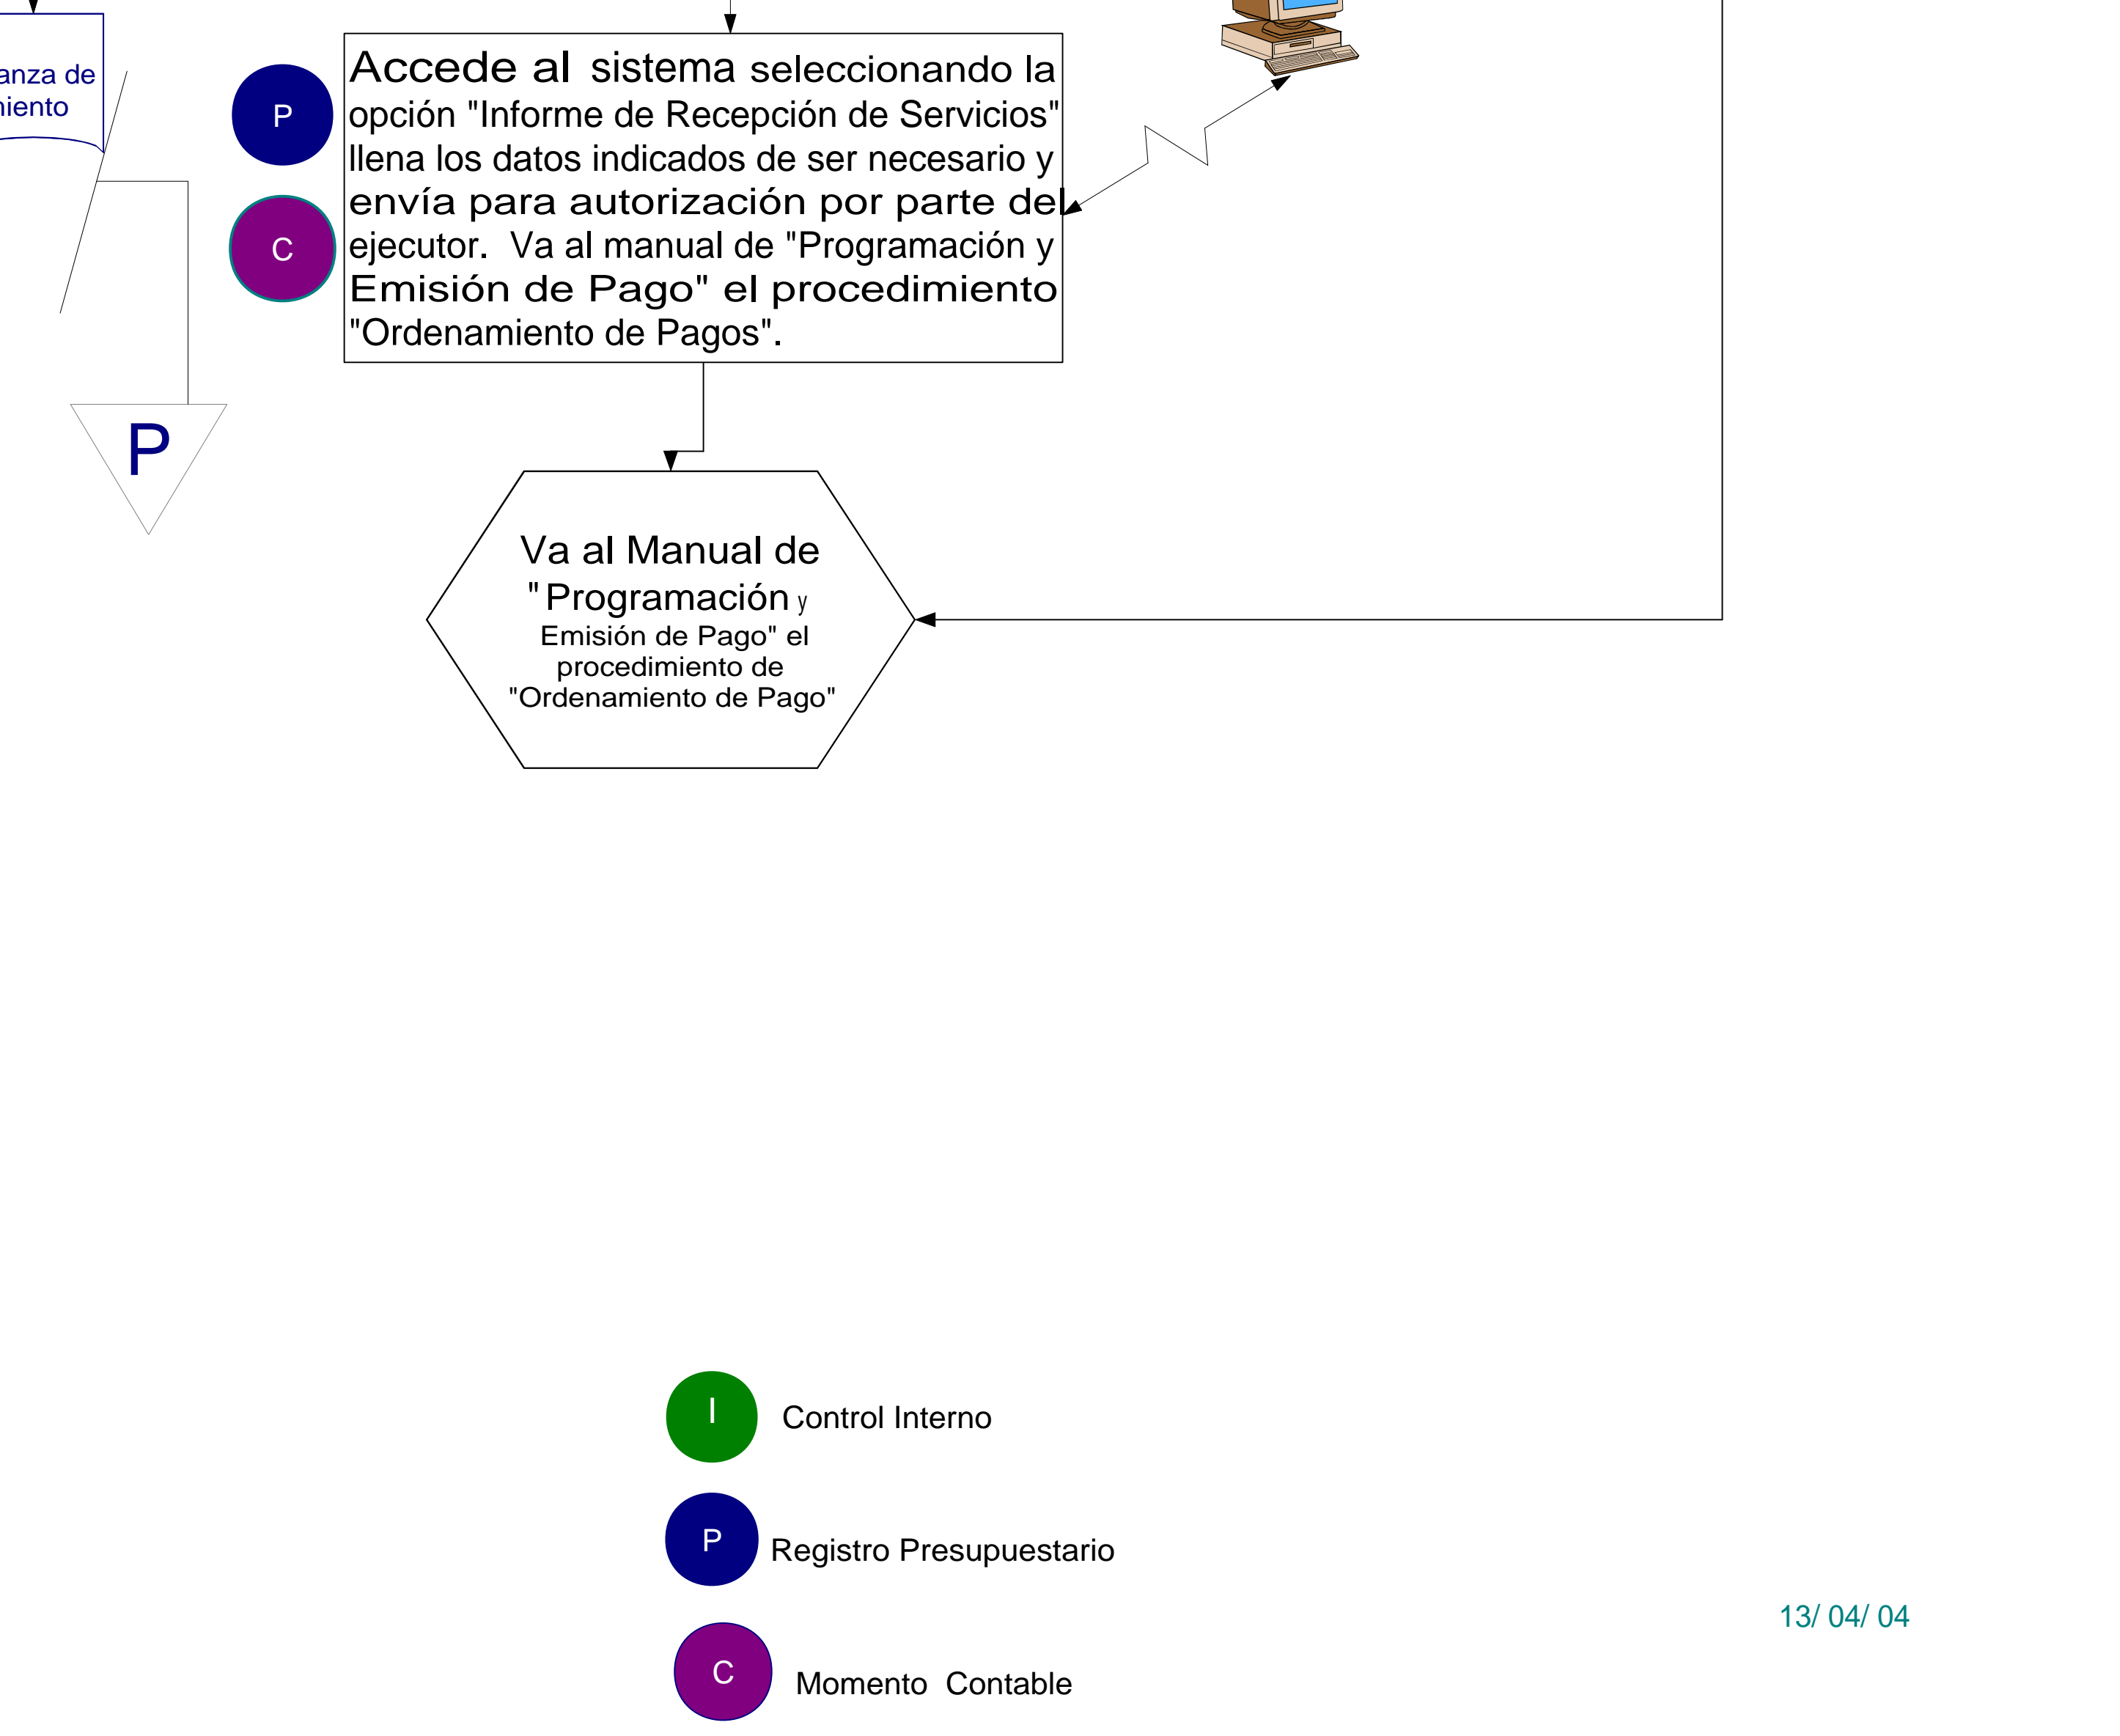 anza de
P
Accede al sistema seleccionando la
opción "Informe de Recepción de Servicios"
llena los datos indicados de ser necesario y
envía para autorización por parte del
ejecutor. Va al manual de "Programación y
Emisión de Pago" el procedimiento
"Ordenamiento de Pagos".
C
P
Va al Manual de
"Programación y
Emisión de Pago" el
procedimiento de
"Ordenamiento de Pago"
I Control Interno
P Registro Presupuestario
C Momento Contable
13/ 04/ 04